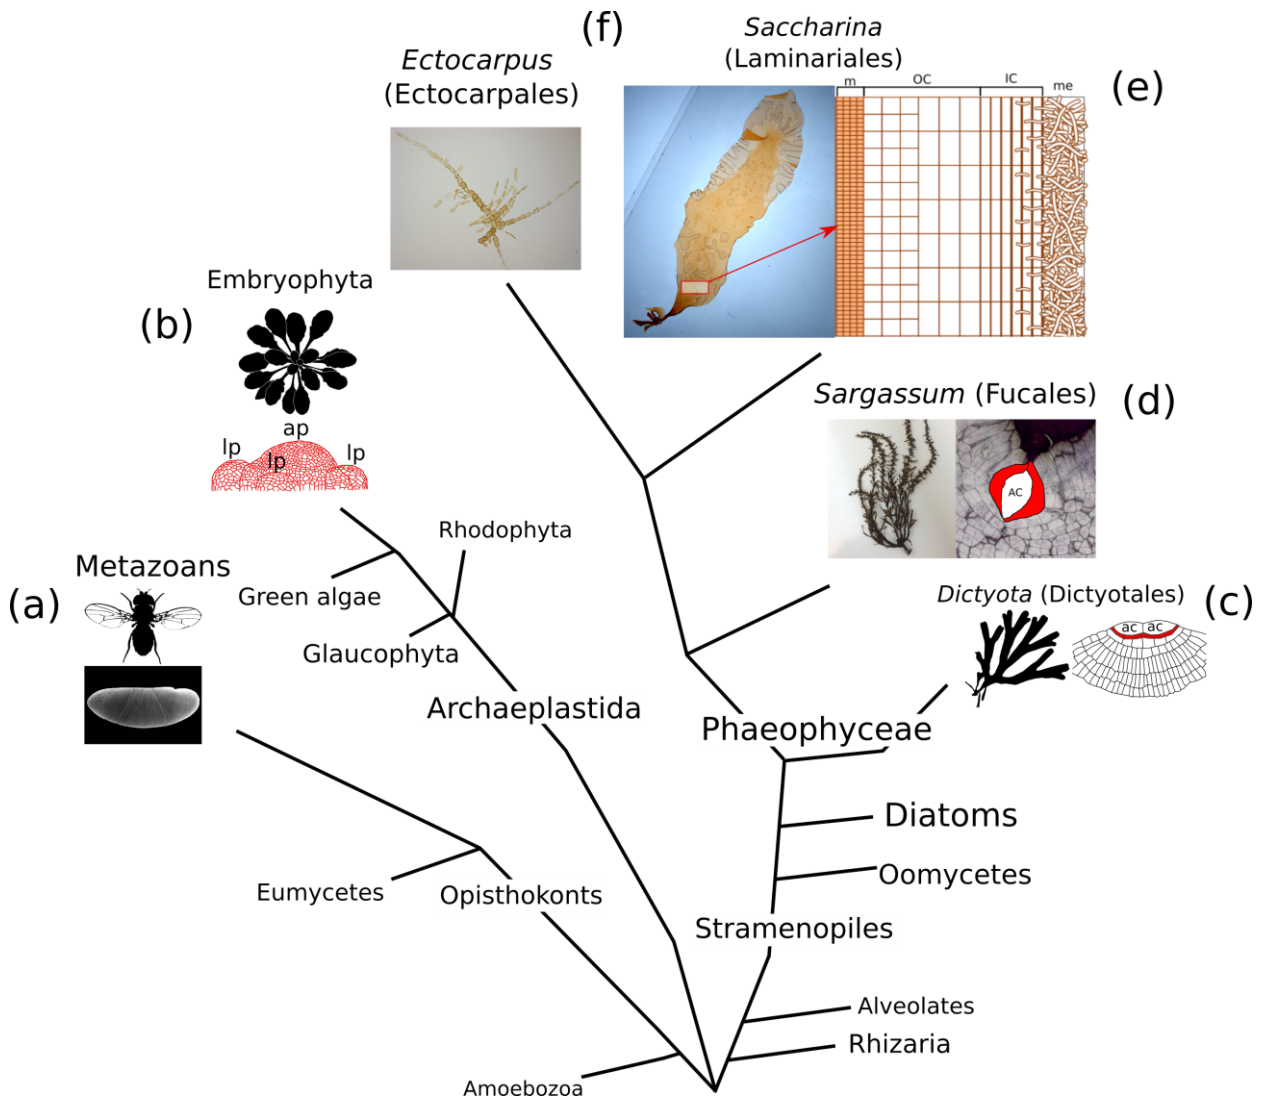 (f)
Saccharina
(Laminariales)
Ectocarpus
(Ectocarpales)
m
OC
IC
me
(e)
Embryophyta
(b)
ap
lp
lp
lp
Sargassum (Fucales)
(d)
AC
Rhodophyta
Metazoans
(a)
Green algae
Glaucophyta
Dictyota (Dictyotales)
(c)
ac
ac
Archaeplastida
Phaeophyceae
Diatoms
Oomycetes
Eumycetes
Opisthokonts
Stramenopiles
Alveolates
Rhizaria
Amoebozoa